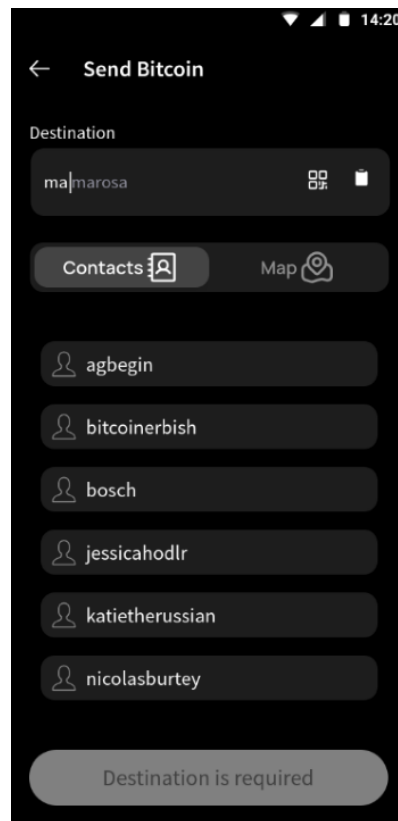 14:20
Send Bitcoin
Destination
mamarosa
Contacts Map
agbegin
bitcoinerbish
bosch
jessicahodlr
katietherussian
nicolasburtey
Destination is required